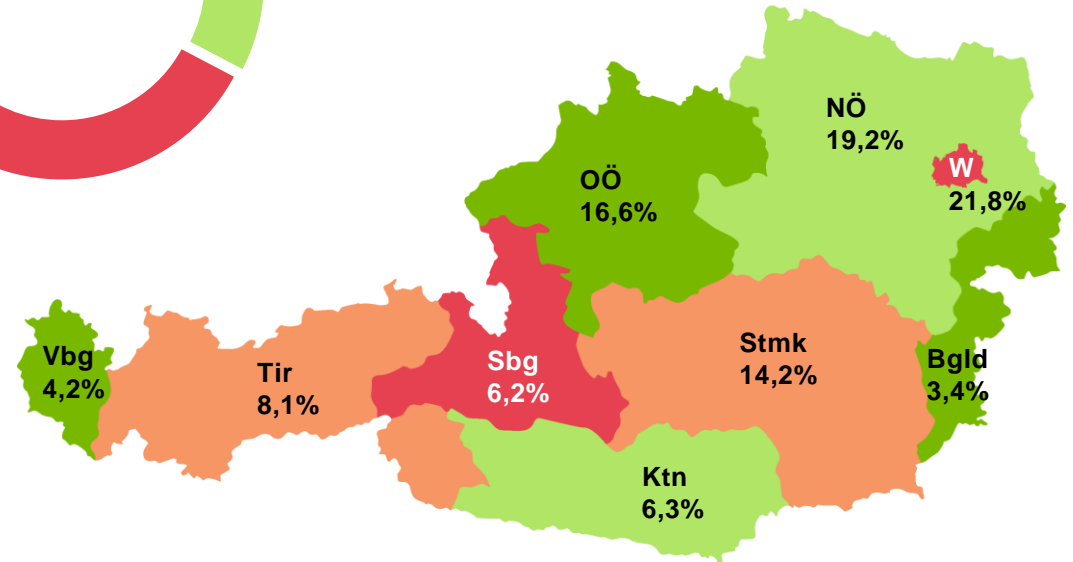 NÖ
19,2%
W
21,8%
OÖ
16,6%
Vbg
4,2%
Tir
8,1%
Sbg
6,2%
Stmk
14,2%
Bgld
3,4%
Ktn
6,3%